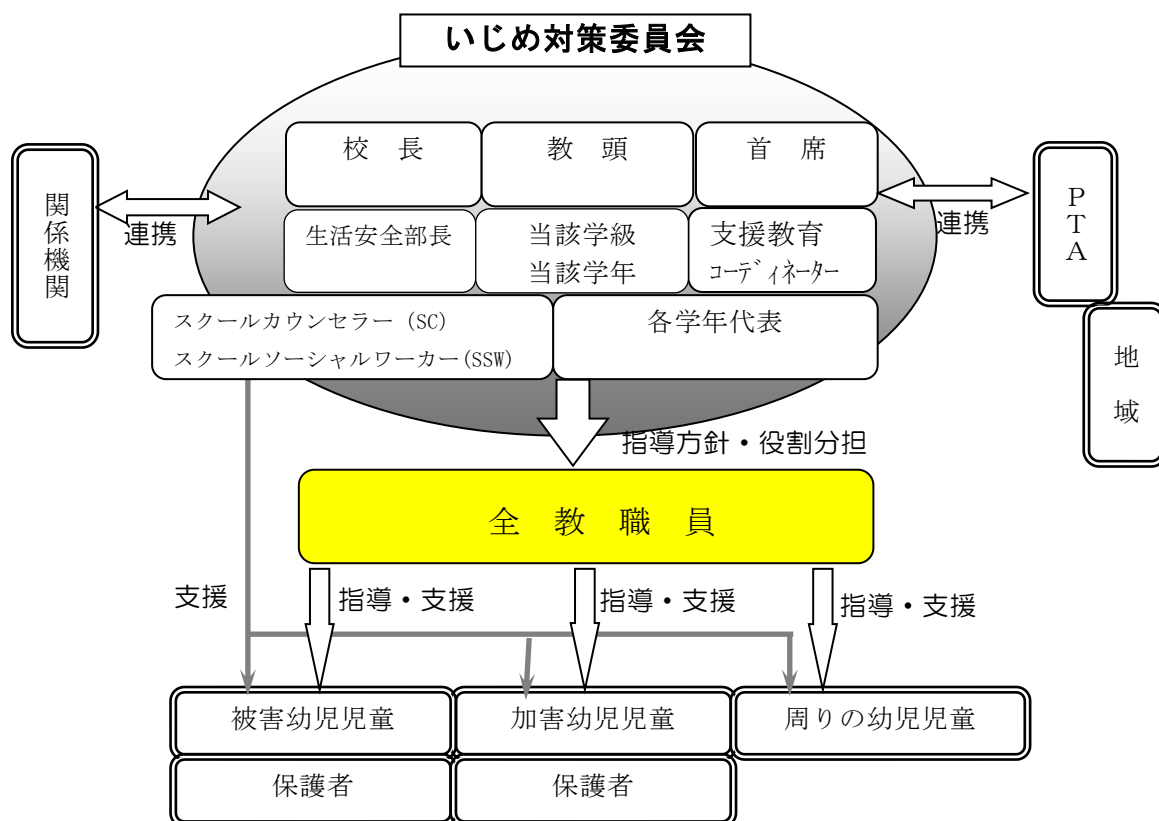 いじめ対策委員会
校 長
教 頭
首 席
関係機関
連携
連携
PTA
生活安全部長
当該学級
当該学年
支援教育
コーディネーター
スクールカウンセラー (SC)
スクールソーシャルワーカー(SSW)
各学年代表
地域
指導方針・役割分担
全 教 職 員
支援
指導・支援
指導・支援
指導・支援
被害幼児児童
加害幼児児童
周りの幼児児童
保護者
保護者